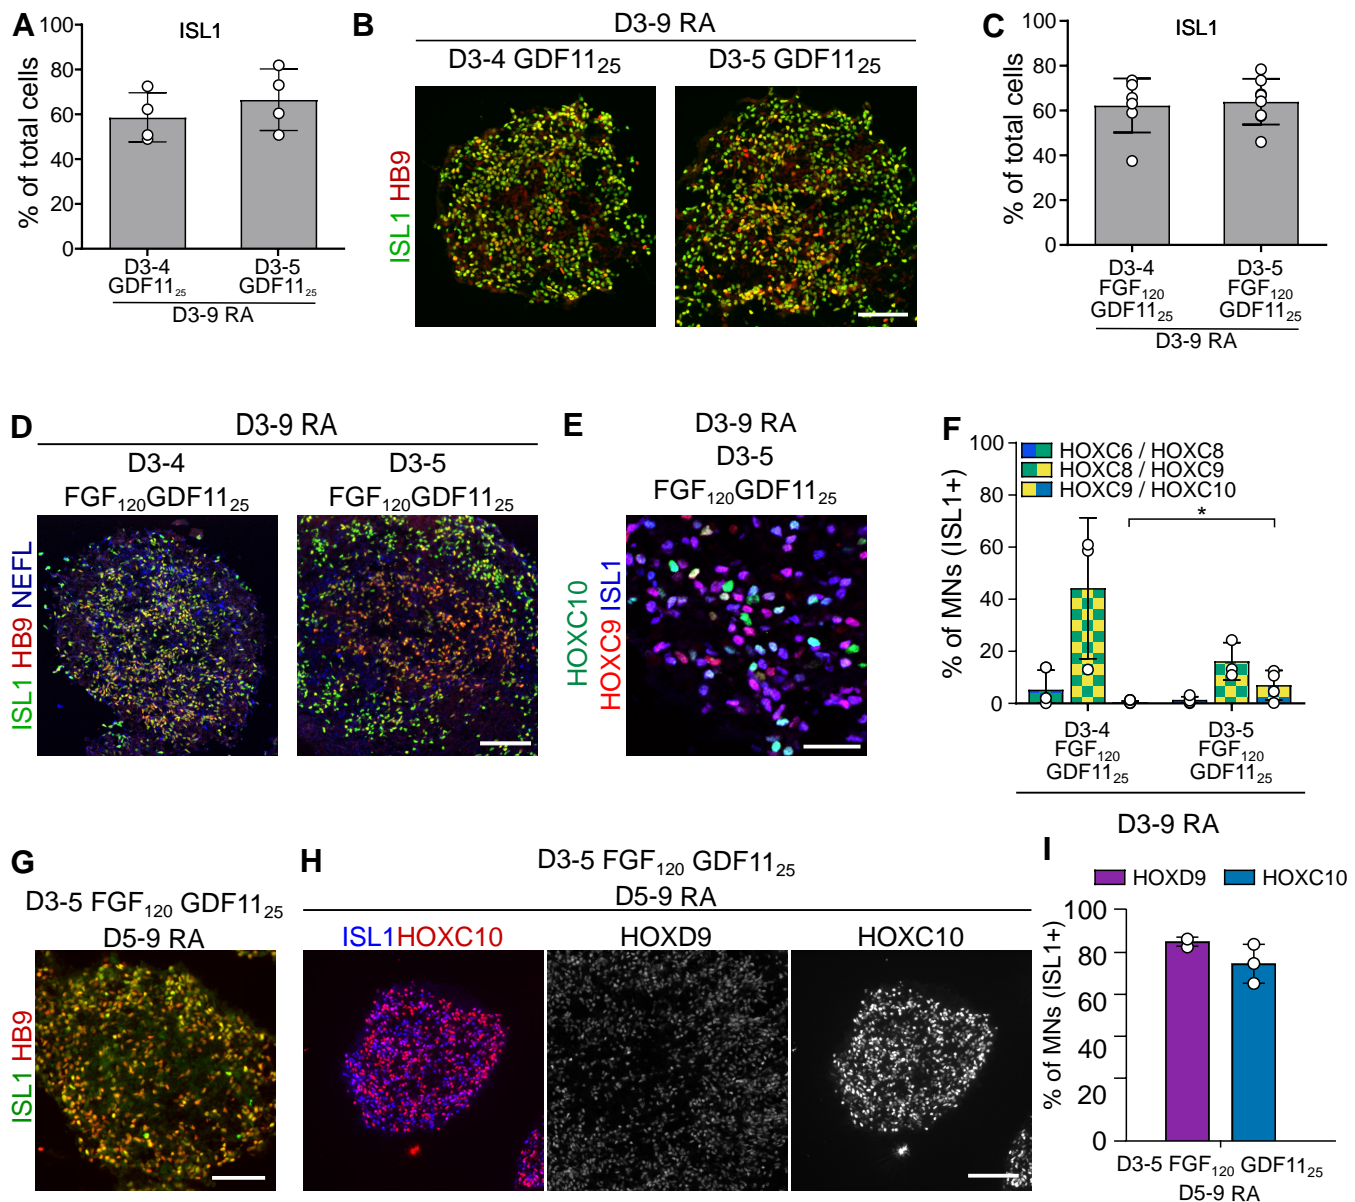 A
ISL1
% of total cells
100
80
60
40
20
0
D3-4
GDF11₂₅
D3-5
GDF11₂₅
D3-9 RA
B
D3-9 RA
D3-4 GDF11₂₅
D3-5 GDF11₂₅
ISL1 HB9
C
ISL1
% of total cells
100
80
60
40
20
0
D3-4
FGF₁₂₀
GDF11₂₅
D3-5
FGF₁₂₀
GDF11₂₅
D3-9 RA
D
D3-9 RA
D3-4
FGF₁₂₀GDF11₂₅
D3-5
FGF₁₂₀GDF11₂₅
ISL1 HB9 NEFL
E
D3-9 RA
D3-5
FGF₁₂₀GDF11₂₅
HOXC10
HOXC9 ISL1
F
% of MNs (ISL1+)
100
80
60
40
20
0
HOXC6 / HOXC8
HOXC8 / HOXC9
HOXC9 / HOXC10
*
D3-4
FGF₁₂₀
GDF11₂₅
D3-5
FGF₁₂₀
GDF11₂₅
D3-9 RA
G
D3-5 FGF₁₂₀ GDF11₂₅
D5-9 RA
ISL1 HB9
H
D3-5 FGF₁₂₀ GDF11₂₅
D5-9 RA
ISL1HOXC10
HOXD9
HOXC10
I
HOXD9
HOXC10
% of MNs (ISL1+)
100
80
60
40
20
0
D3-5 FGF₁₂₀ GDF11₂₅
D5-9 RA